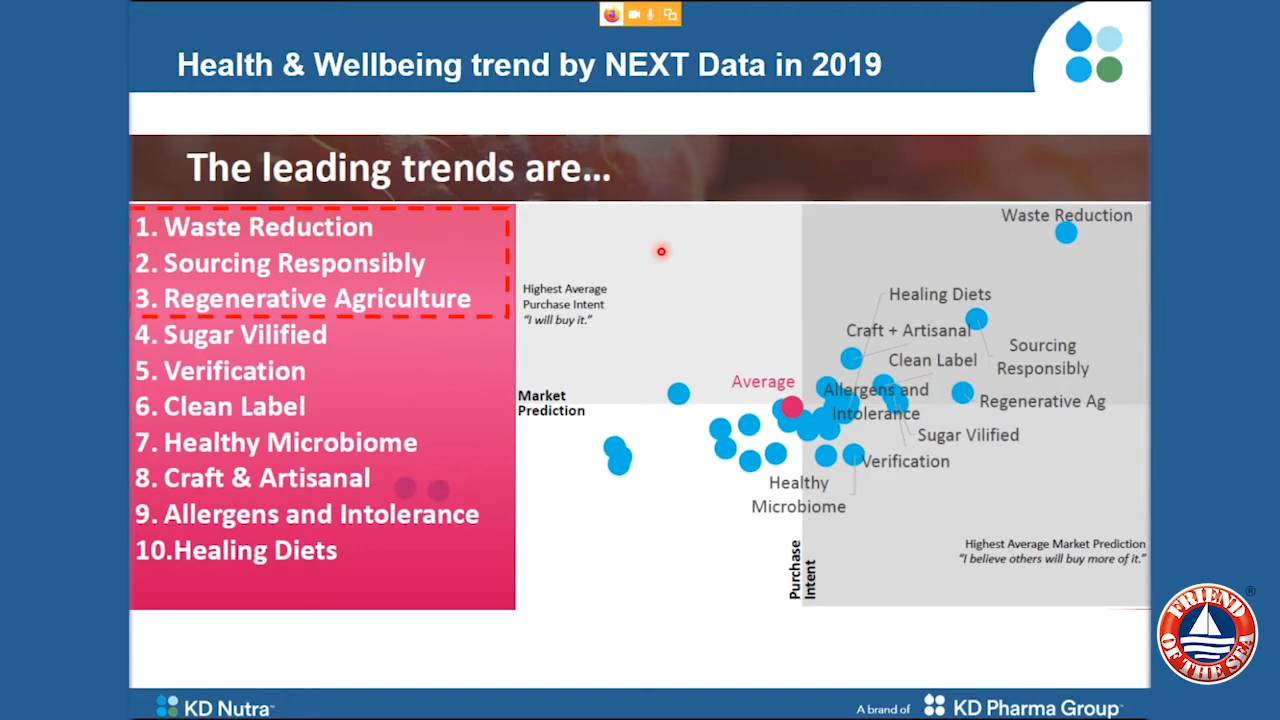 Health & Wellbeing trend by NEXT Data in 2019
The leading trends are...
1. Waste Reduction
2. Sourcing Responsibly
3. Regenerative Agriculture
4. Sugar Vilified
5. Verification
6. Clean Label
7. Healthy Microbiome
8. Craft & Artisanal
9. Allergens and Intolerance
10.Healing Diets
Highest Average
Purchase Intent
“I will buy it.”
Market
Prediction
Average
Waste Reduction
Healing Diets
Craft + Artisanal
Clean Label
Sourcing
Responsibly
Allergens and
Intolerance
Regenerative Ag
Sugar Vilified
Verification
Healthy
Microbiome
Purchase
Intent
Highest Average Market Prediction
“I believe others will buy more of it.”
FRIEND
OF THE SEA
®
KD Nutra™
A brand of
KD Pharma Group™